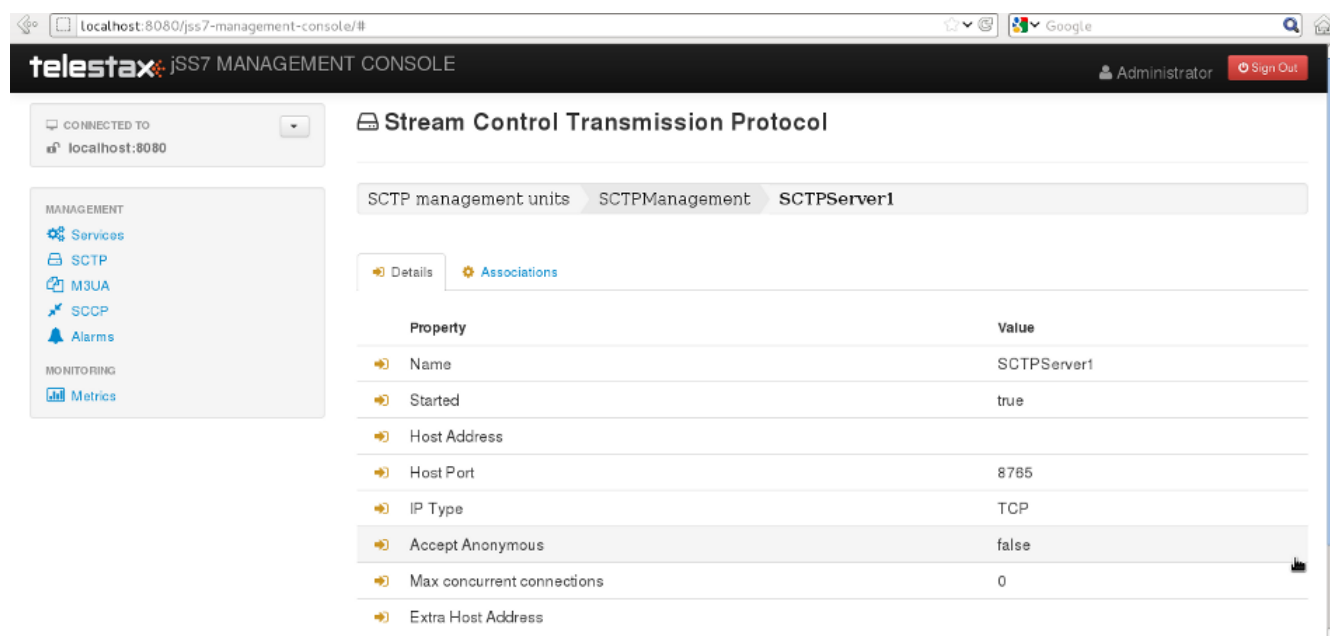 localhost:8080/jss7-management-console/#
Google
telestax jSS7 MANAGEMENT CONSOLE
Administrator
Sign Out
CONNECTED TO
localhost:8080
MANAGEMENT
Services
SCTP
M3UA
SCCP
Alarms
MONITORING
Metrics
Stream Control Transmission Protocol
SCTP management units SCTPManagement SCTPServer1
Details Associations
Property Value
Name SCTPServer1
Started true
Host Address
Host Port 8765
IP Type TCP
Accept Anonymous false
Max concurrent connections 0
Extra Host Address